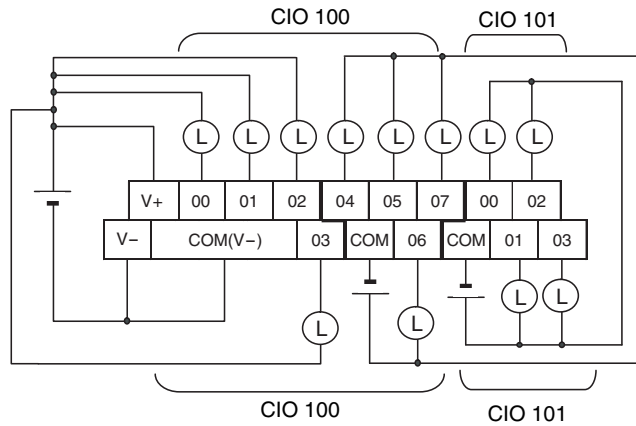 CIO 100 CIO 101
L L L L L L L L
V+ 00 01 02 04 05 07 00 02
V− COM(V−) 03 COM 06 COM 01 03
L L
L L
CIO 100 CIO 101